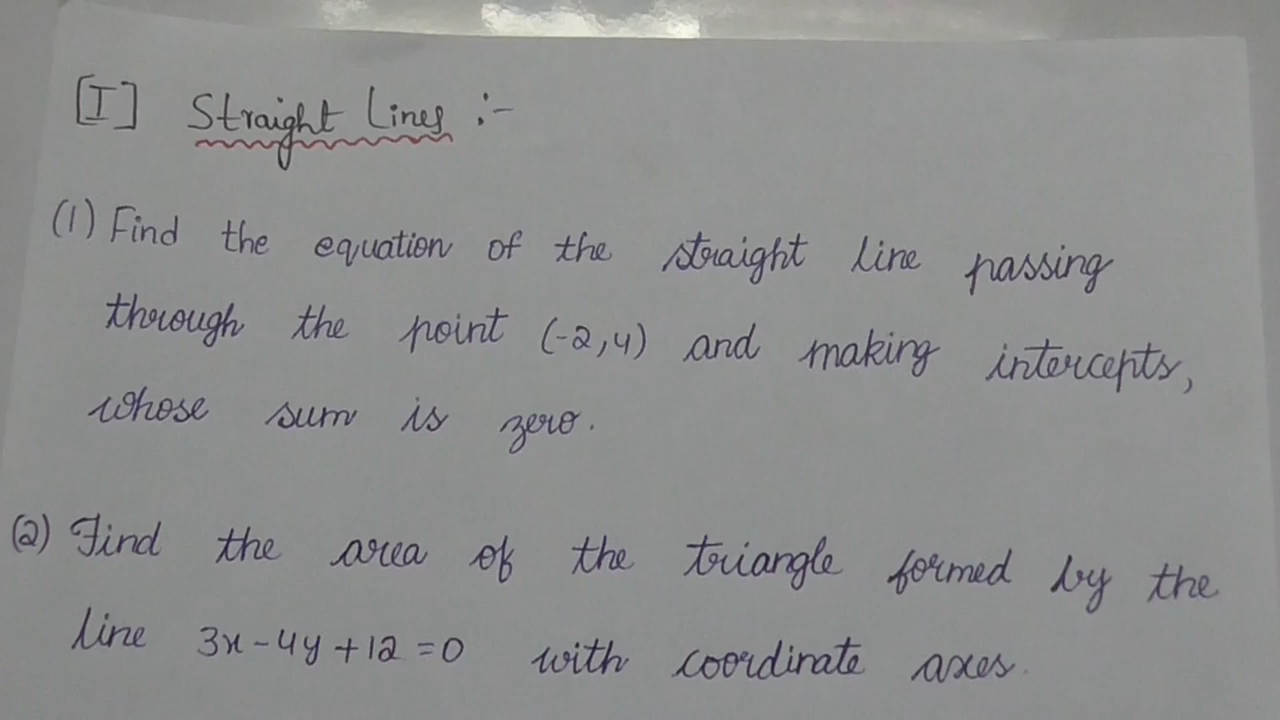 [I] Straight Lines :-
(1) Find the equation of the straight line passing
through the point (-2,4) and making intercepts,
whose sum is zero.
(2) Find the area of the triangle formed by the
line 3x-4y+12=0 with coordinate axes.